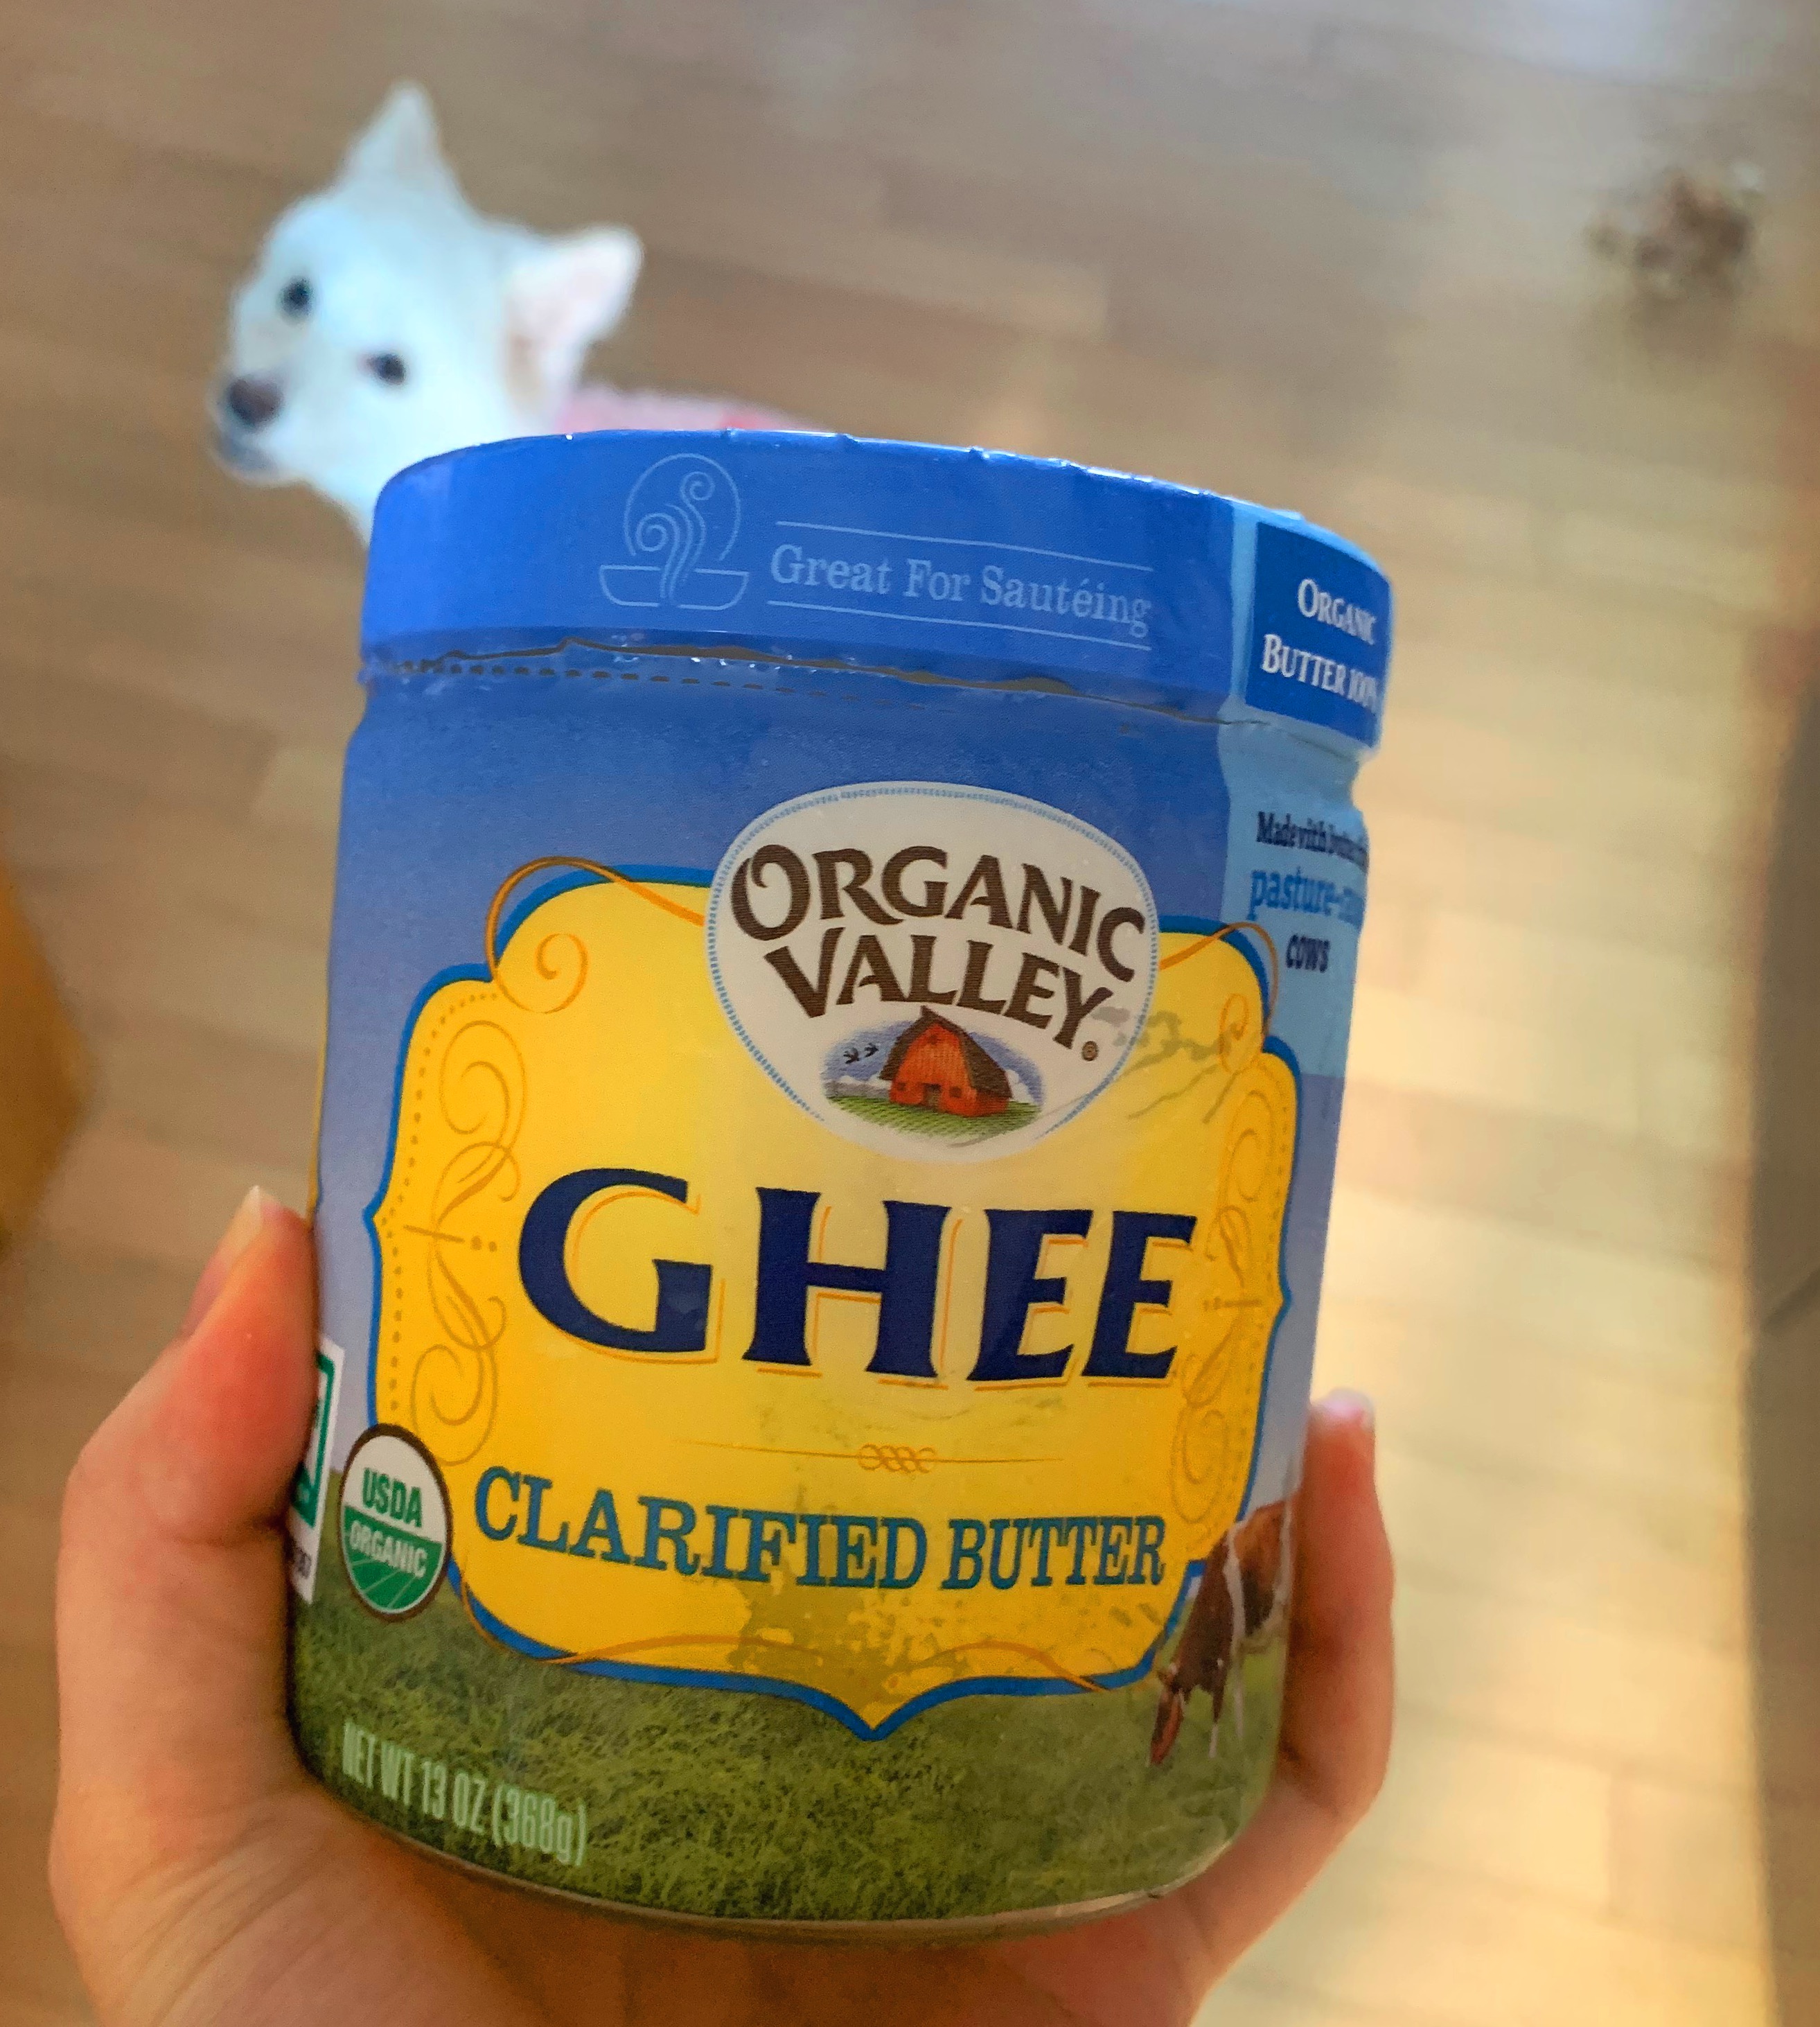 Great For Sautéing
ORGANIC
BUTTER 100%
Made with
cows
ORGANIC
VALLEY®
GHEE
CLARIFIED BUTTER
USDA
ORGANIC
NET WT 13 OZ (368g)